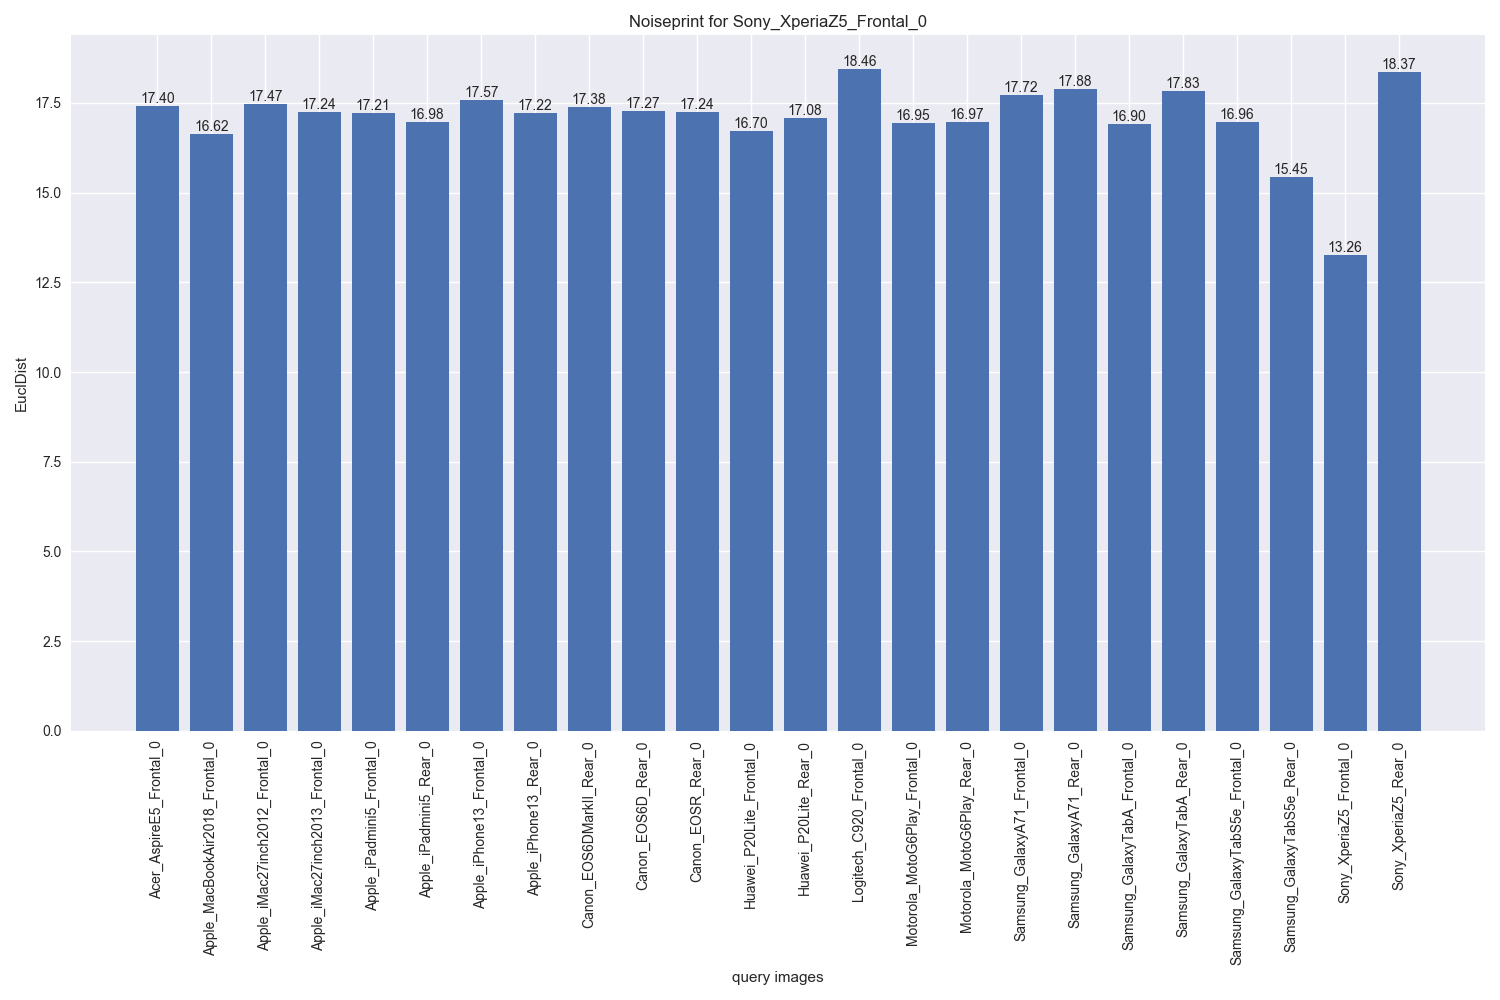 Noiseprint for Sony_XperiaZ5_Frontal_0
EuclDist
17.5
15.0
12.5
10.0
7.5
5.0
2.5
0.0
17.40
16.62
17.47
17.24
17.21
16.98
17.57
17.22
17.38
17.27
17.24
16.70
17.08
18.46
16.95
16.97
17.72
17.88
16.90
17.83
16.96
15.45
13.26
18.37
Acer_AspireE5_Frontal_0
Apple_MacBookAir2018_Frontal_0
Apple_iMac27inch2012_Frontal_0
Apple_iMac27inch2013_Frontal_0
Apple_iPadmini5_Frontal_0
Apple_iPadmini5_Rear_0
Apple_iPhone13_Frontal_0
Apple_iPhone13_Rear_0
Canon_EOS6DMarkII_Rear_0
Canon_EOS6D_Rear_0
Canon_EOSR_Rear_0
Huawei_P20Lite_Frontal_0
Huawei_P20Lite_Rear_0
Logitech_C920_Frontal_0
Motorola_MotoG6Play_Frontal_0
Motorola_MotoG6Play_Rear_0
Samsung_GalaxyA71_Frontal_0
Samsung_GalaxyA71_Rear_0
Samsung_GalaxyTabA_Frontal_0
Samsung_GalaxyTabA_Rear_0
Samsung_GalaxyTabS5e_Frontal_0
Samsung_GalaxyTabS5e_Rear_0
Sony_XperiaZ5_Frontal_0
Sony_XperiaZ5_Rear_0
query images